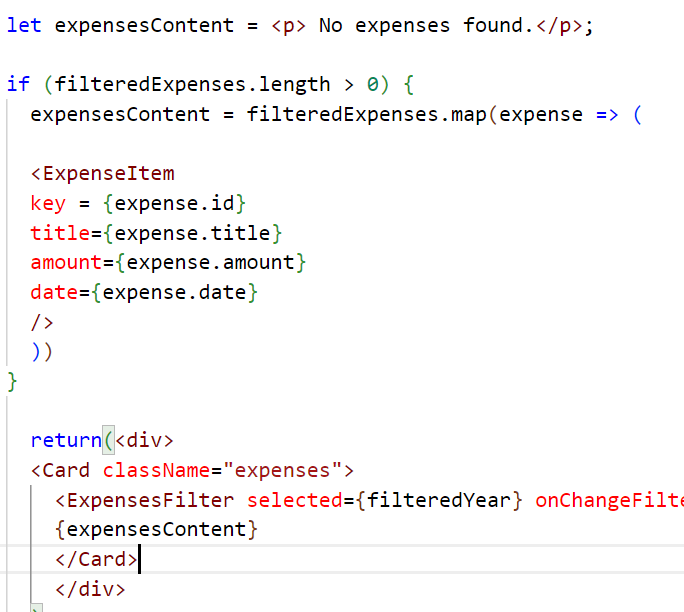 let expensesContent = <p> No expenses found.</p>;
if (filteredExpenses.length > 0) {
expensesContent = filteredExpenses.map(expense => (
<ExpenseItem
key = {expense.id}
title={expense.title}
amount={expense.amount}
date={expense.date}
/>
))
}
return(<div>
<Card className="expenses">
<ExpensesFilter selected={filteredYear} onChangeFilte
{expensesContent}
</Card>
</div>